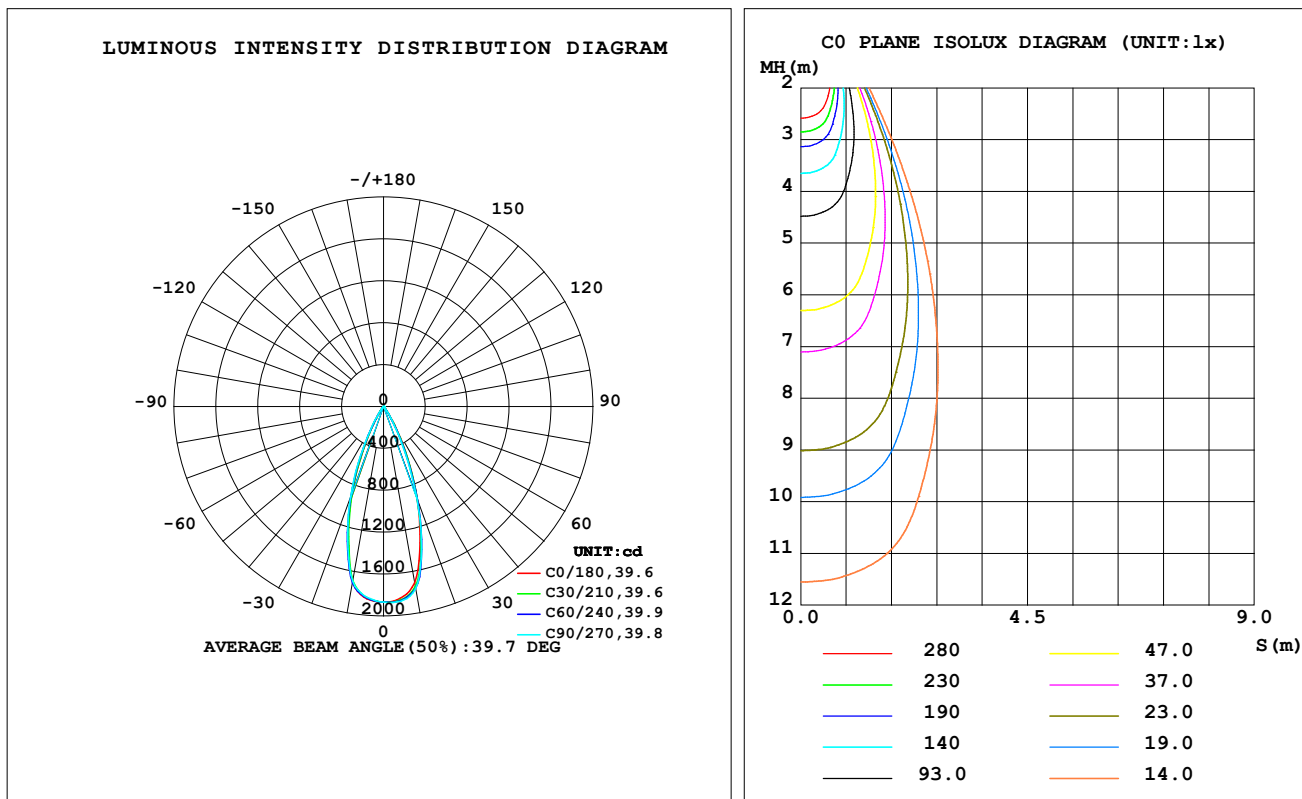 LUMINOUS INTENSITY DISTRIBUTION DIAGRAM
-/+180
-150 150
-120 120
-90 90
-60 60
-30 30
0
0
400
800
1200
1600
2000
UNIT:cd
C0/180,39.6
C30/210,39.6
C60/240,39.9
C90/270,39.8
AVERAGE BEAM ANGLE(50%):39.7 DEG
C0 PLANE ISOLUX DIAGRAM (UNIT:lx)
MH(m)
2
3
4
5
6
7
8
9
10
11
12
0.0 4.5 9.0
S(m)
280 47.0
230 37.0
190 23.0
140 19.0
93.0 14.0